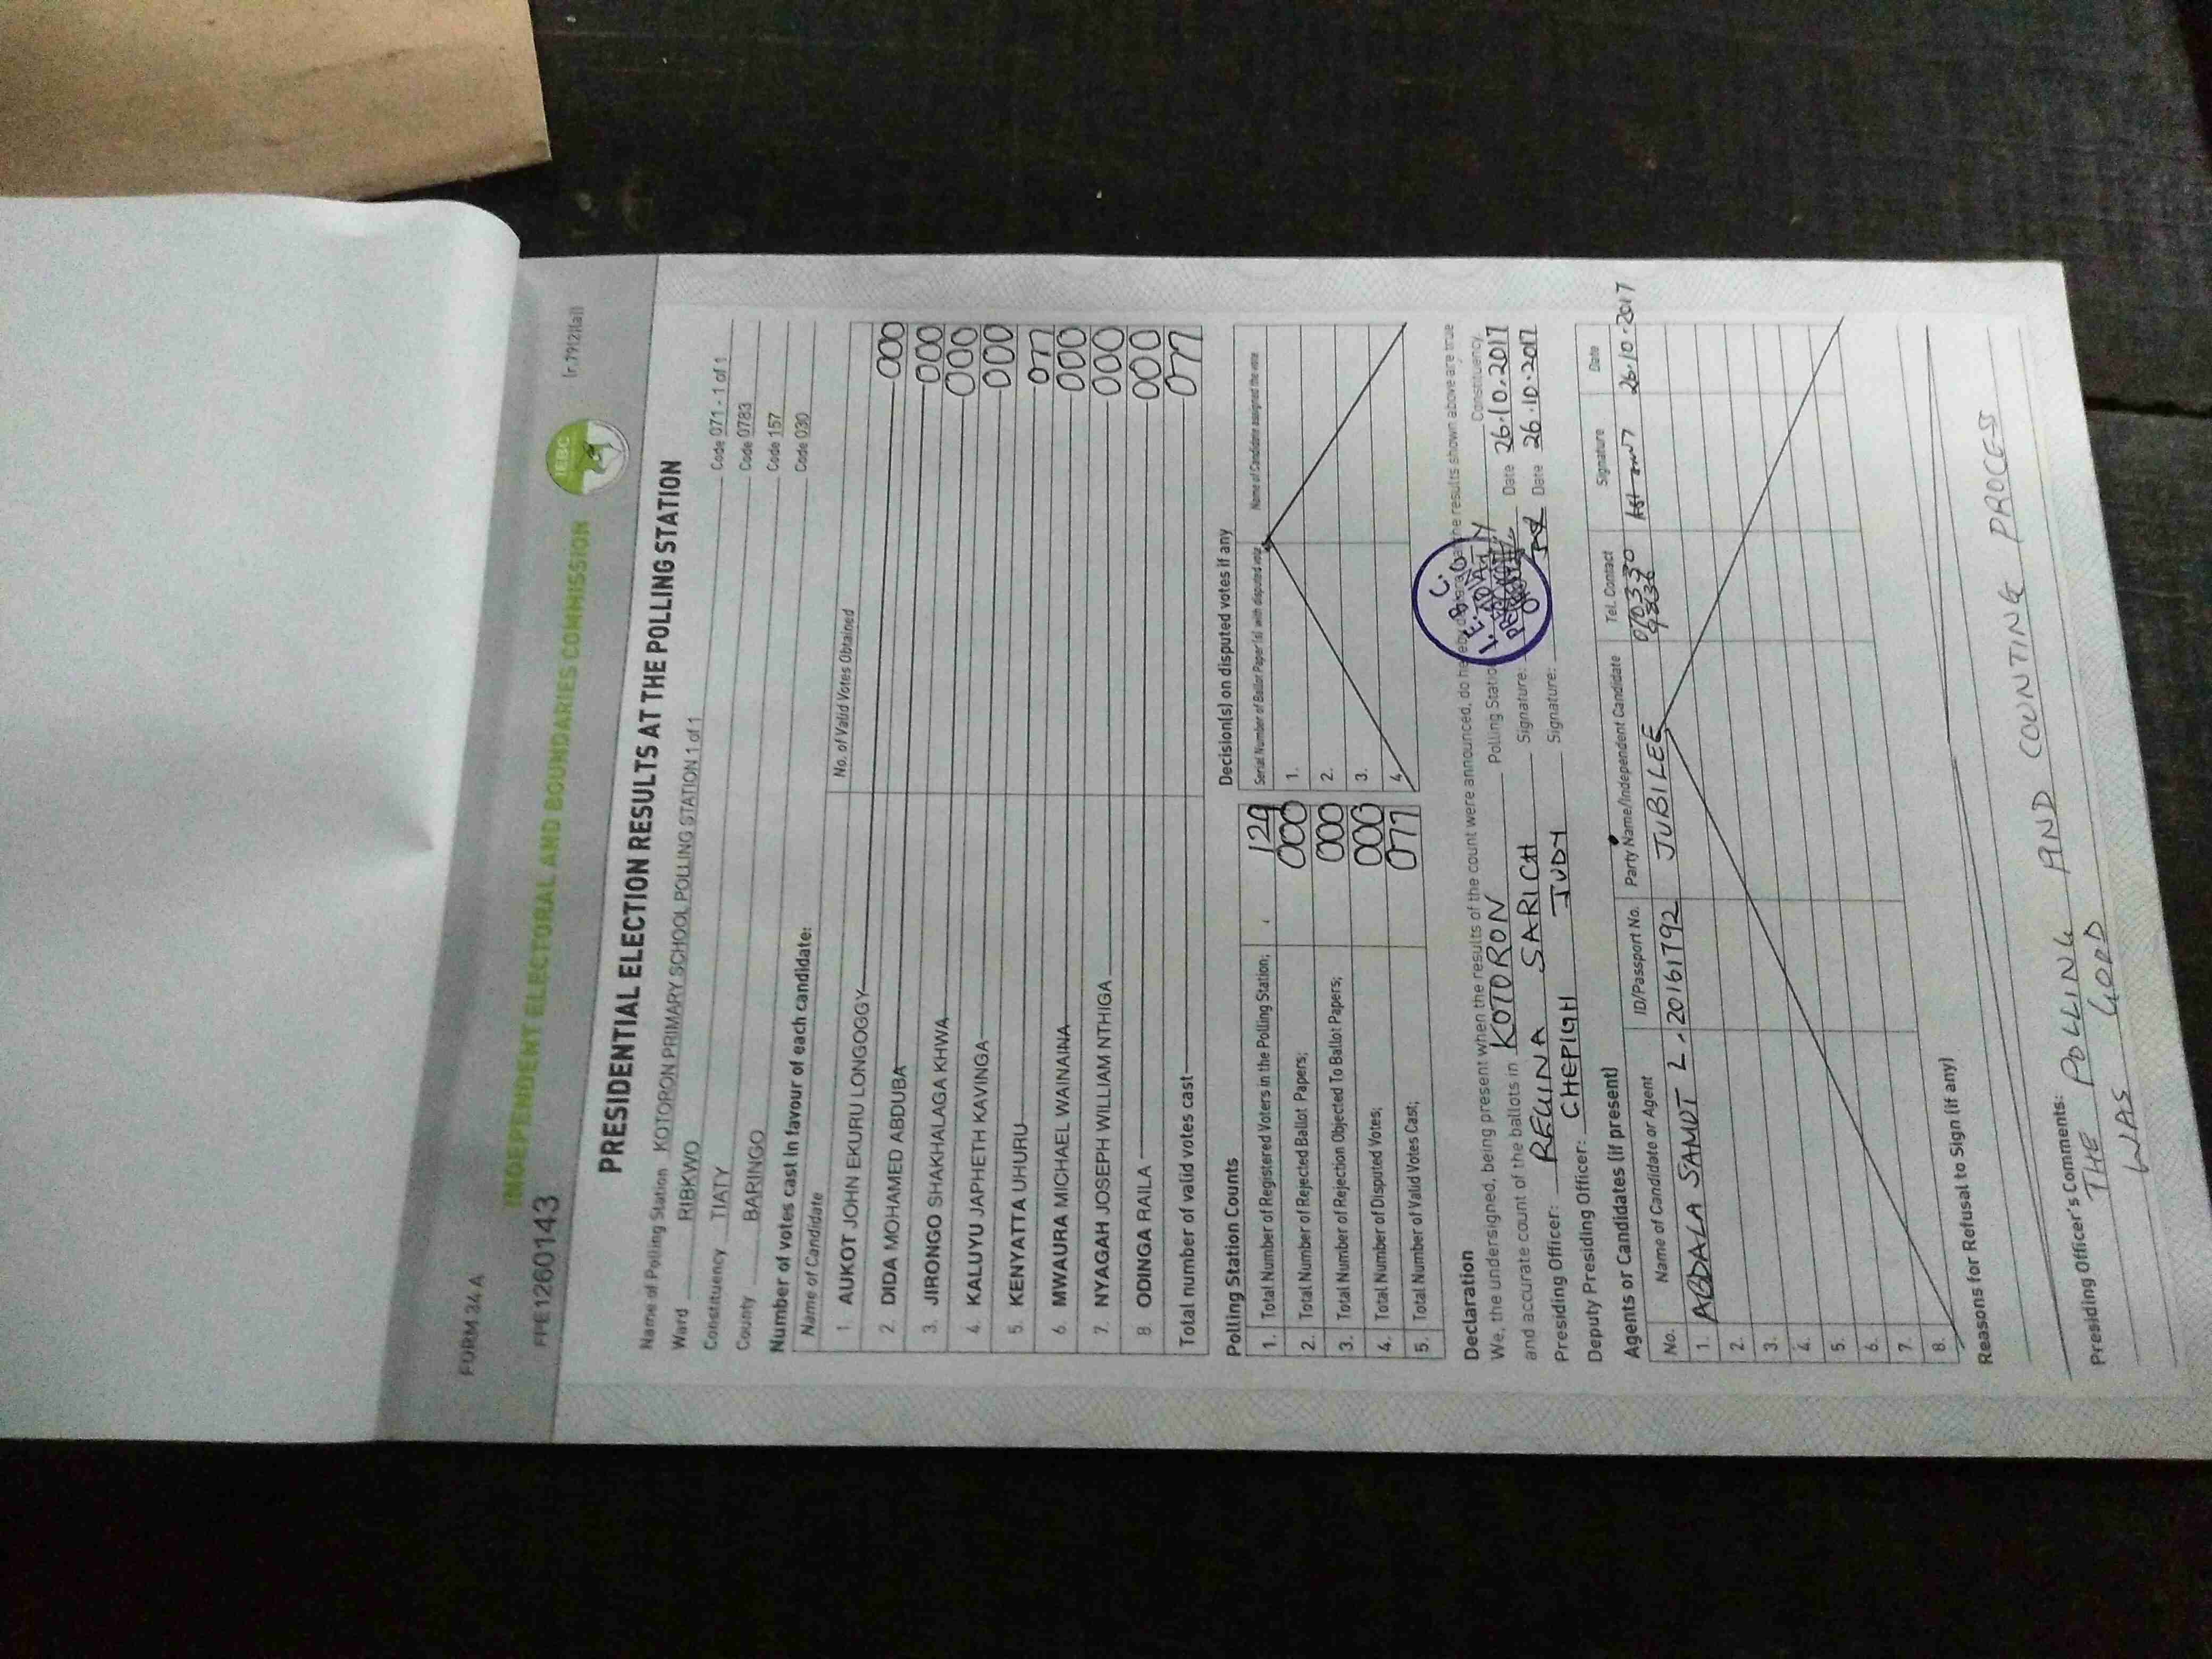 FORM 34 A
INDEPENDENT ELECTORAL AND BOUNDARIES COMMISSION
IEBC
(r.79(2)(a))
PRESIDENTIAL ELECTION RESULTS AT THE POLLING STATION
Name of Polling Station KOTORON PRIMARY SCHOOL POLLING STATION 1 of 1 Code 071 - 1 of 1
Ward RIBKWO Code 0783
Constituency TIATY Code 157
County BARINGO Code 030
Number of votes cast in favour of each candidate:
Name of Candidate No. of Valid Votes Obtained
1. AUKOT JOHN EKURU LONGOGGY 000
2. DIDA MOHAMED ABDUBA 000
3. JIRONGO SHAKHALAGA KHWA 000
4. KALUYU JAPHETH KAVINGA 000
5. KENYATTA UHURU 077
6. MWAURA MICHAEL WAINAINA 000
7. NYAGAH JOSEPH WILLIAM NTHIGA 000
8. ODINGA RAILA 000
Total number of valid votes cast 077
Polling Station Counts
1. Total Number of Registered Voters in the Polling Station;
2. Total Number of Rejected Ballot Papers; 000
3. Total Number of Rejection Objected To Ballot Papers; 000
4. Total Number of Disputed Votes; 000
5. Total Number of Valid Votes Cast; 077
Decision(s) on disputed votes if any
Serial Number of Ballot Paper(s) with disputed vote Name of Candidate assigned the vote
1.
2.
3.
4.
Declaration
We, the undersigned, being present when the results of the count were announced, do hereby the results shown above are true
and accurate count of the ballots in KOTORON Polling Station Constituency.
Presiding Officer: SARICH Signature: Date 26.10.2017
Deputy Presiding Officer: JUDY Signature: Date 26.10.2017
Agents or Candidates (if present)
No. Name of Candidate or Agent ID/Passport No. Party Name/Independent Candidate Tel. Contact Signature Date
1. ABDALA SAMUT L. 20161792 JUBILEE 26.10.2017
2.
3.
4.
5.
6.
7.
8.
Reasons for Refusal to Sign (if any)
Presiding Officer's Comments:
THE POLLING AND COUNTING PROCESS
WAS GOOD